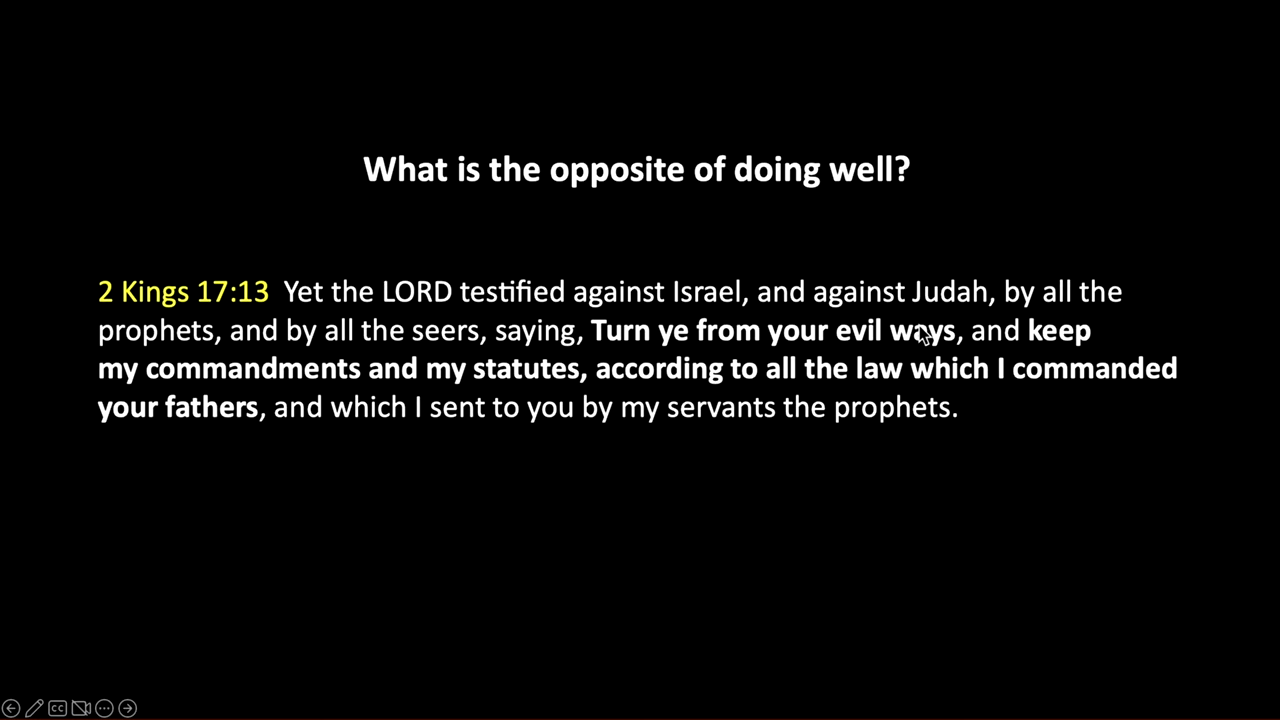 What is the opposite of doing well?
2 Kings 17:13  Yet the LORD testified against Israel, and against Judah, by all the
prophets, and by all the seers, saying, Turn ye from your evil ways, and keep
my commandments and my statutes, according to all the law which I commanded
your fathers, and which I sent to you by my servants the prophets.
CC